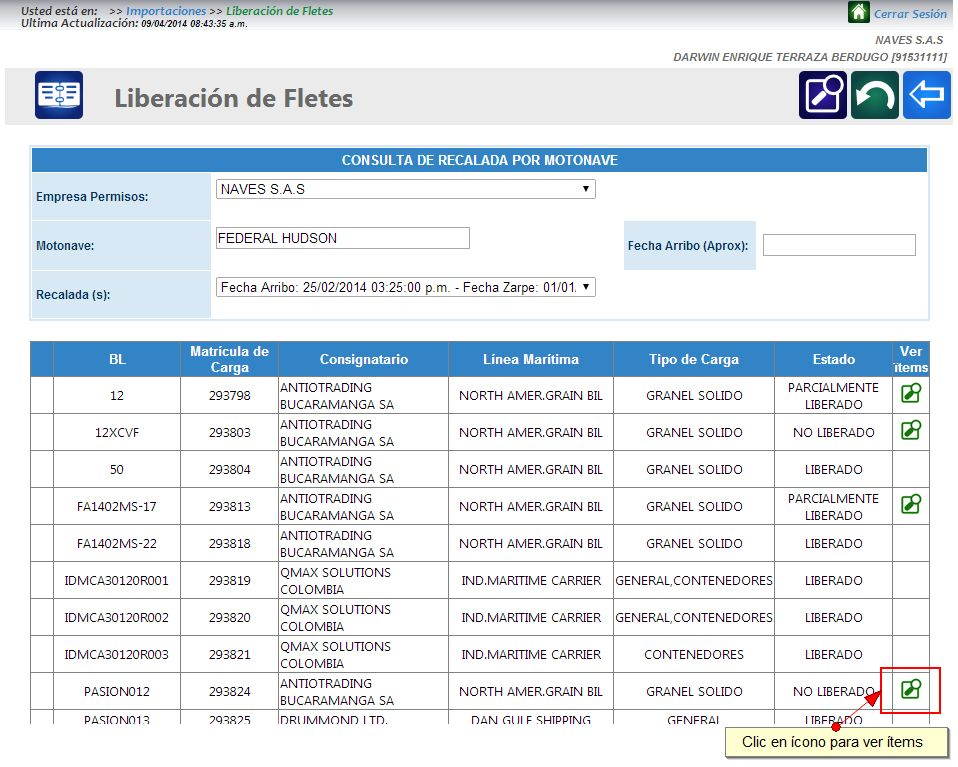 Usted está en: >> Importaciones >> Liberación de Fletes
Ultima Actualización: 09/04/2014 08:43:35 a.m.
Cerrar Sesión
NAVES S.A.S
DARWIN ENRIQUE TERRAZA BERDUGO [91531111]
Liberación de Fletes
CONSULTA DE RECALADA POR MOTONAVE
Empresa Permisos: NAVES S.A.S
Motonave: FEDERAL HUDSON Fecha Arribo (Aprox):
Recalada (s): Fecha Arribo: 25/02/2014 03:25:00 p.m. - Fecha Zarpe: 01/01.
BL Matrícula de Carga Consignatario Línea Marítima Tipo de Carga Estado Ver ítems
12 293798 ANTIOTRADING BUCARAMANGA SA NORTH AMER.GRAIN BIL GRANEL SOLIDO PARCIALMENTE LIBERADO
12XCVF 293803 ANTIOTRADING BUCARAMANGA SA NORTH AMER.GRAIN BIL GRANEL SOLIDO NO LIBERADO
50 293804 ANTIOTRADING BUCARAMANGA SA NORTH AMER.GRAIN BIL GRANEL SOLIDO LIBERADO
FA1402MS-17 293813 ANTIOTRADING BUCARAMANGA SA NORTH AMER.GRAIN BIL GRANEL SOLIDO PARCIALMENTE LIBERADO
FA1402MS-22 293818 ANTIOTRADING BUCARAMANGA SA NORTH AMER.GRAIN BIL GRANEL SOLIDO LIBERADO
IDMCA30120R001 293819 QMAX SOLUTIONS COLOMBIA IND.MARITIME CARRIER GENERAL,CONTENEDORES LIBERADO
IDMCA30120R002 293820 QMAX SOLUTIONS COLOMBIA IND.MARITIME CARRIER GENERAL,CONTENEDORES LIBERADO
IDMCA30120R003 293821 QMAX SOLUTIONS COLOMBIA IND.MARITIME CARRIER CONTENEDORES LIBERADO
PASION012 293824 ANTIOTRADING BUCARAMANGA SA NORTH AMER.GRAIN BIL GRANEL SOLIDO NO LIBERADO
PASION013 293825 DRUMMOND LTD. DAN GULF SHIPPING GENERAL LIBERADO
Clic en ícono para ver ítems